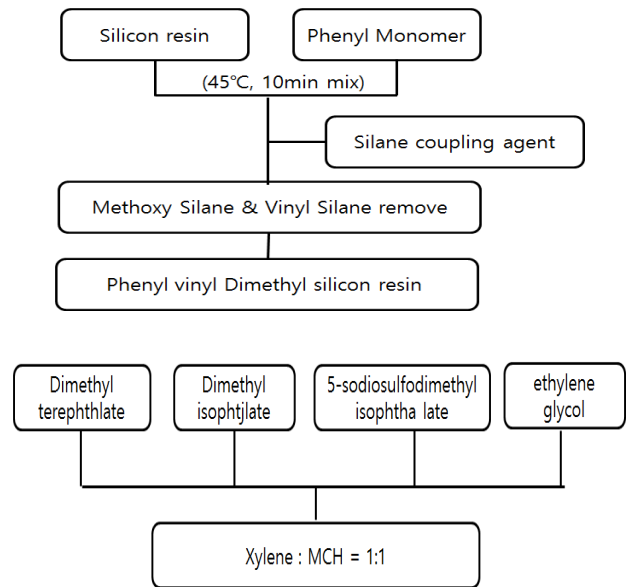 Silicon resin
Phenyl Monomer
(45℃, 10min mix)
Silane coupling agent
Methoxy Silane & Vinyl Silane remove
Phenyl vinyl Dimethyl silicon resin
Dimethyl
terephthlate
Dimethyl
isophtjlate
5-sodiosulfodimethyl
isophtha late
ethylene
glycol
Xylene : MCH = 1:1